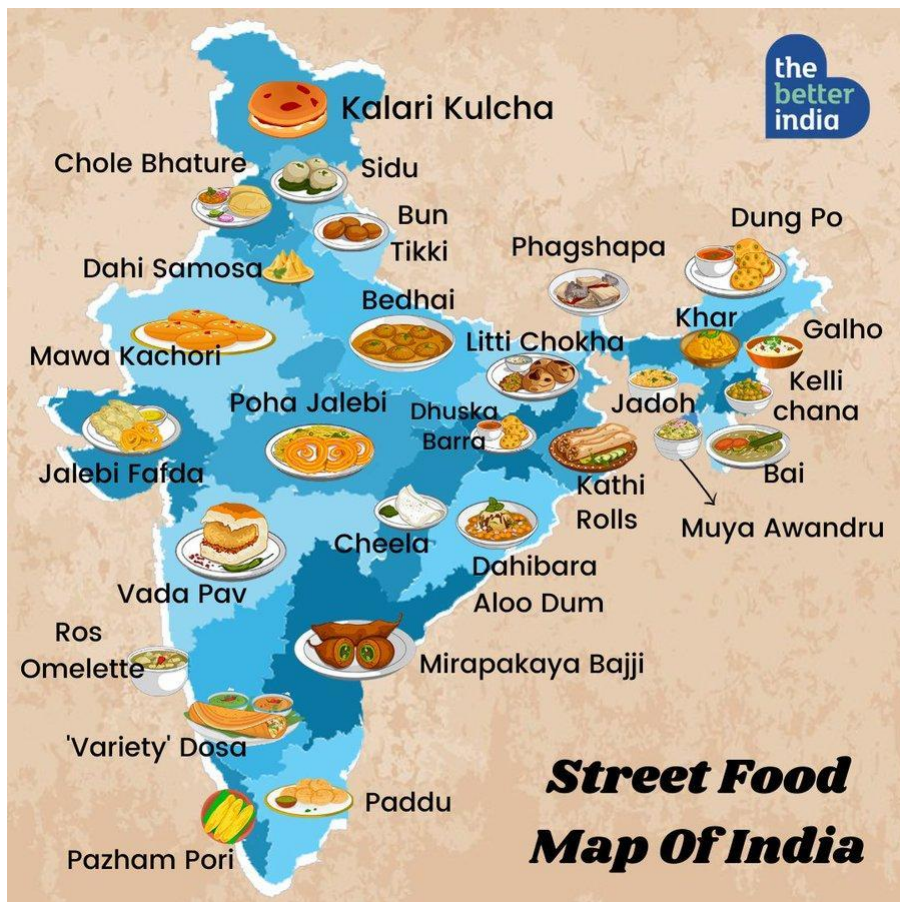 the
better
india
Kalari Kulcha
Chole Bhature
Sidu
Bun
Tikki
Dung Po
Phagshapa
Dahi Samosa
Bedhai
Khar
Galho
Litti Chokha
Mawa Kachori
Kelli
chana
Poha Jalebi
Dhuska
Barra
Jadoh
Jalebi Fafda
Kathi
Rolls
Bai
Muya Awandru
Cheela
Dahibara
Aloo Dum
Vada Pav
Ros
Omelette
Mirapakaya Bajji
'Variety' Dosa
Paddu
Pazham Pori
Street Food
Map Of India